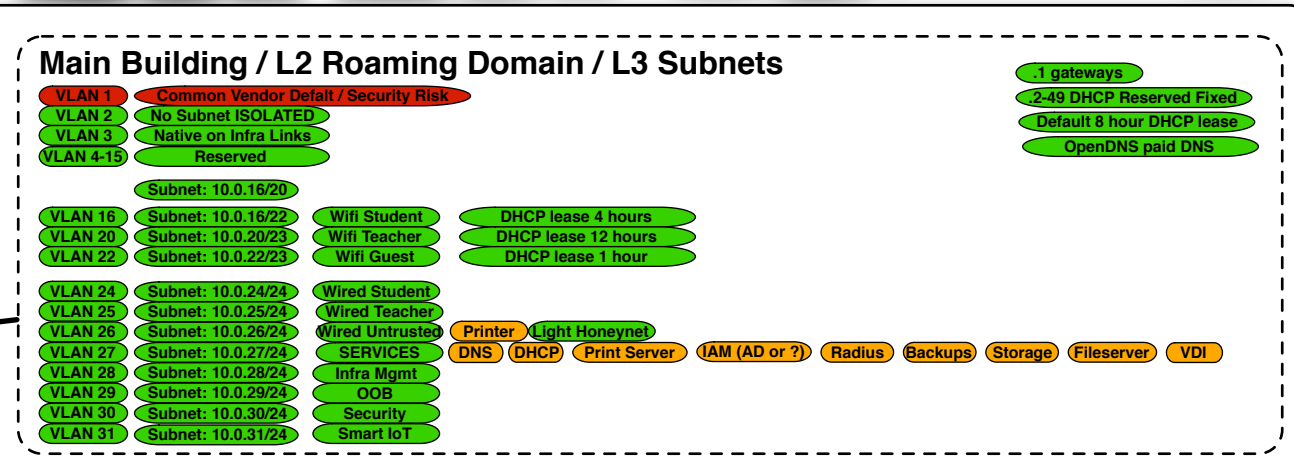 Main Building / L2 Roaming Domain / L3 Subnets
.1 gateways
VLAN 1 Common Vendor Defalt / Security Risk .2-49 DHCP Reserved Fixed
VLAN 2 No Subnet ISOLATED Default 8 hour DHCP lease
VLAN 3 Native on Infra Links OpenDNS paid DNS
VLAN 4-15 Reserved
Subnet: 10.0.16/20
VLAN 16 Subnet: 10.0.16/22 Wifi Student DHCP lease 4 hours
VLAN 20 Subnet: 10.0.20/23 Wifi Teacher DHCP lease 12 hours
VLAN 22 Subnet: 10.0.22/23 Wifi Guest DHCP lease 1 hour
VLAN 24 Subnet: 10.0.24/24 Wired Student
VLAN 25 Subnet: 10.0.25/24 Wired Teacher
VLAN 26 Subnet: 10.0.26/24 Wired Untrusted Printer Light Honeynet
VLAN 27 Subnet: 10.0.27/24 SERVICES DNS DHCP Print Server IAM (AD or ?) Radius Backups Storage Fileserver VDI
VLAN 28 Subnet: 10.0.28/24 Infra Mgmt
VLAN 29 Subnet: 10.0.29/24 OOB
VLAN 30 Subnet: 10.0.30/24 Security
VLAN 31 Subnet: 10.0.31/24 Smart IoT